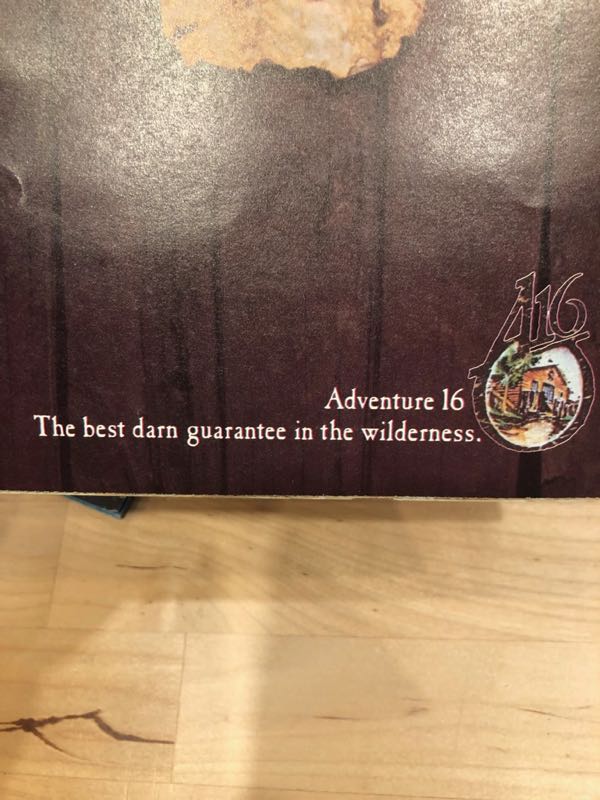 A16
Adventure 16
The best darn guarantee in the wilderness.